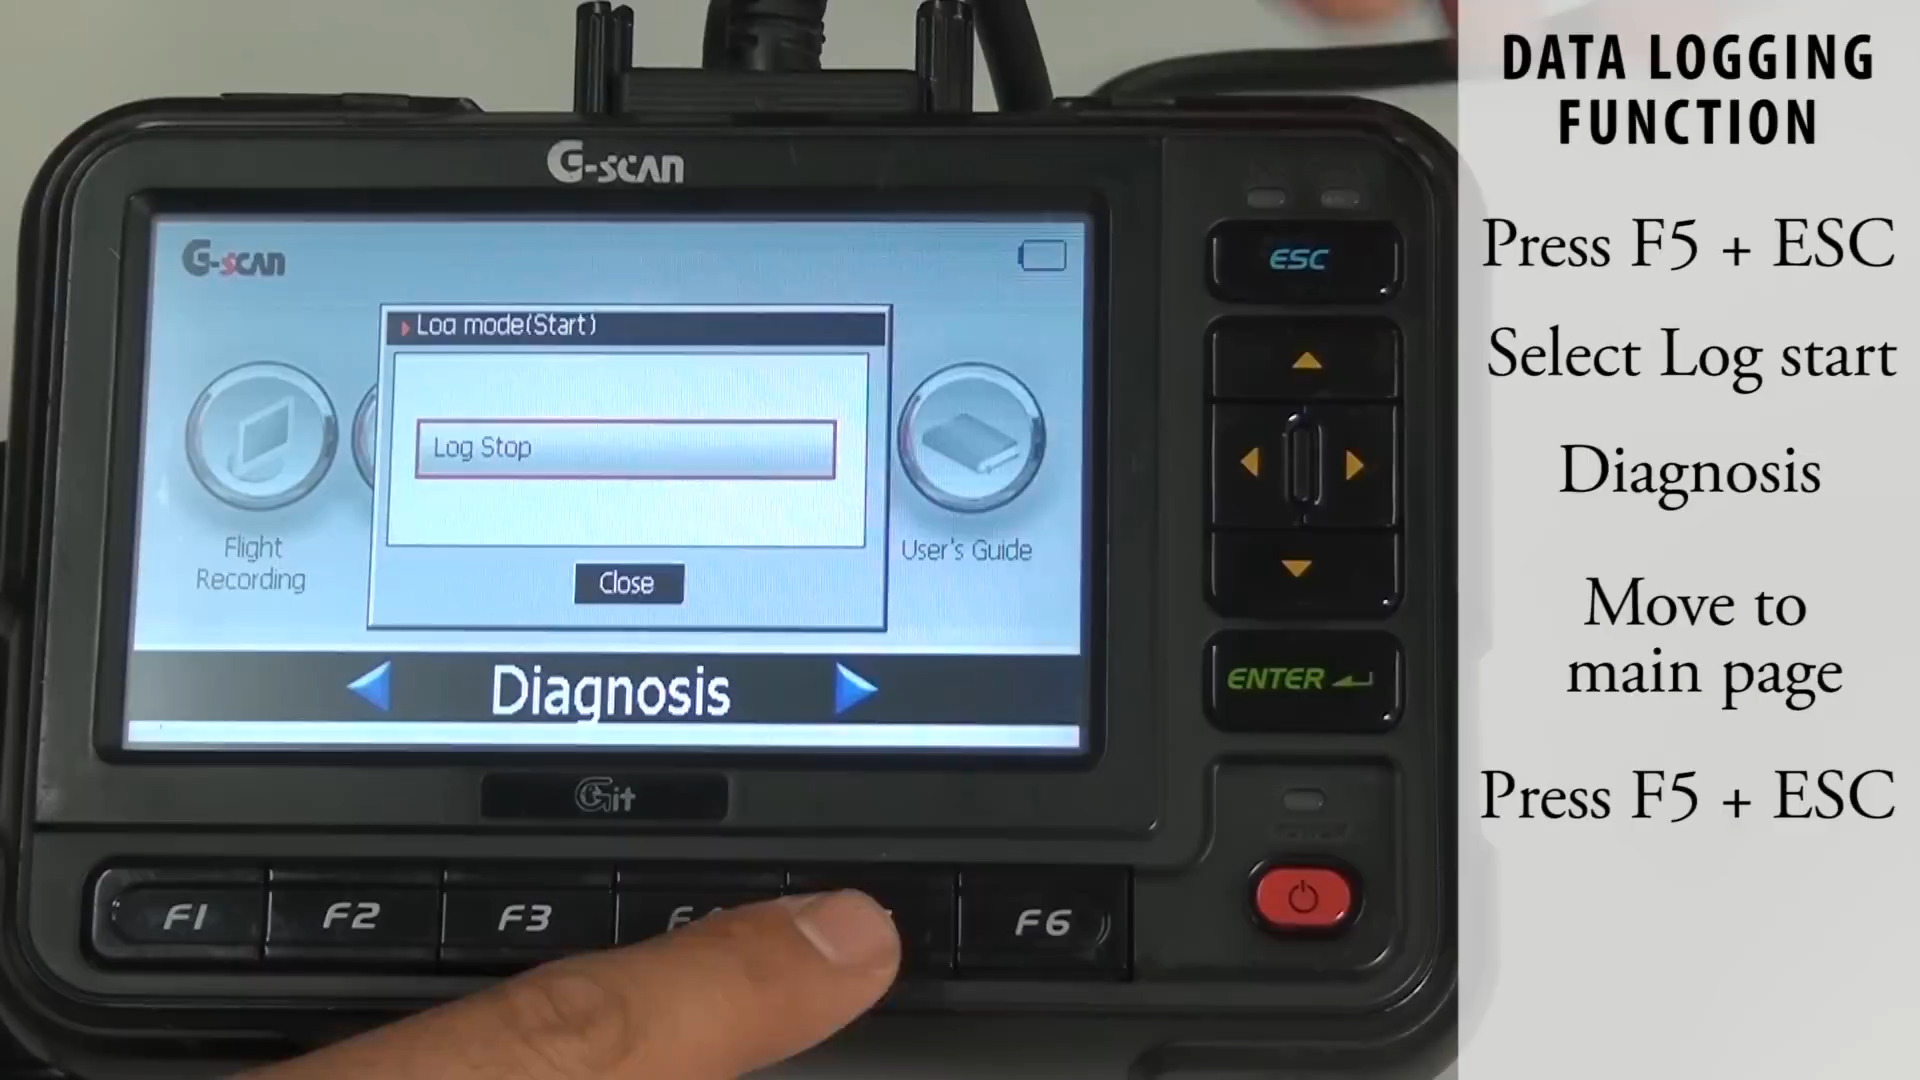 G-SCAN
G-SCAN
Log mode(Start)
Log Stop
Close
Flight
Recording
User's Guide
Diagnosis
Git
F1
F2
F3
F4
F6
ESC
ENTER
DATA LOGGING
FUNCTION
Press F5 + ESC
Select Log start
Diagnosis
Move to
main page
Press F5 + ESC